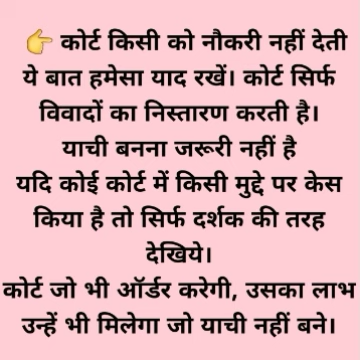 👉 कोर्ट किसी को नौकरी नहीं देती
ये बात हमेसा याद रखें। कोर्ट सिर्फ
विवादों का निस्तारण करती है।
याची बनना जरूरी नहीं है
यदि कोई कोर्ट में किसी मुद्दे पर केस
किया है तो सिर्फ दर्शक की तरह
देखिये।
कोर्ट जो भी ऑर्डर करेगी, उसका लाभ
उन्हें भी मिलेगा जो याची नहीं बने।